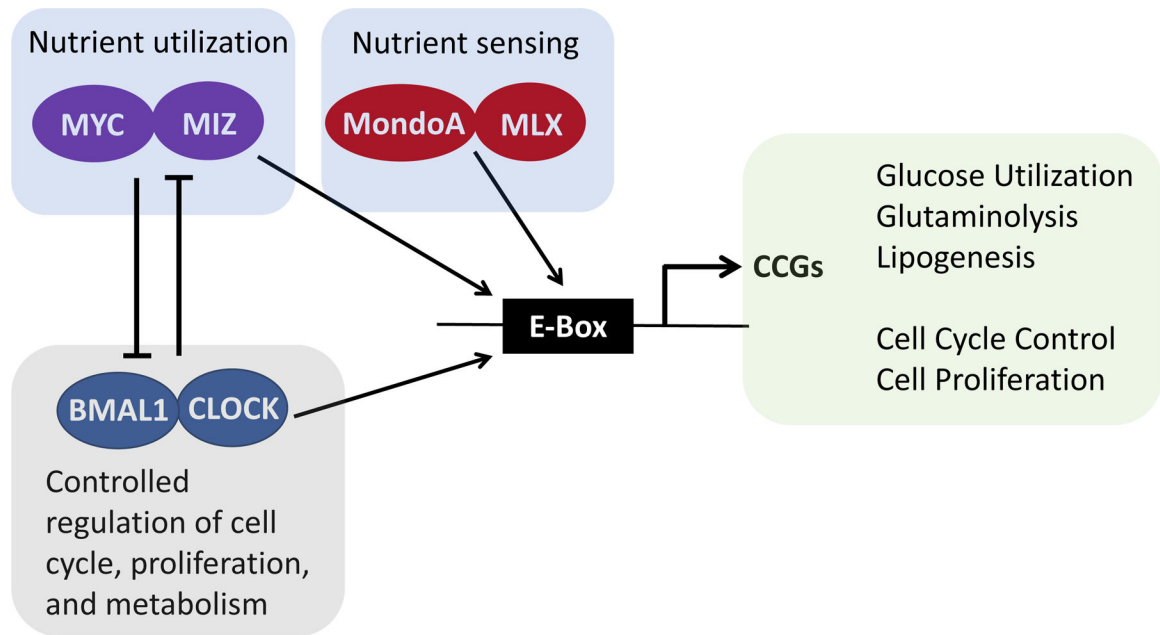 Nutrient utilization
MYC
MIZ
Nutrient sensing
MondoA
MLX
BMAL1
CLOCK
Controlled
regulation of cell
cycle, proliferation,
and metabolism
E-Box
CCGs
Glucose Utilization
Glutaminolysis
Lipogenesis
Cell Cycle Control
Cell Proliferation